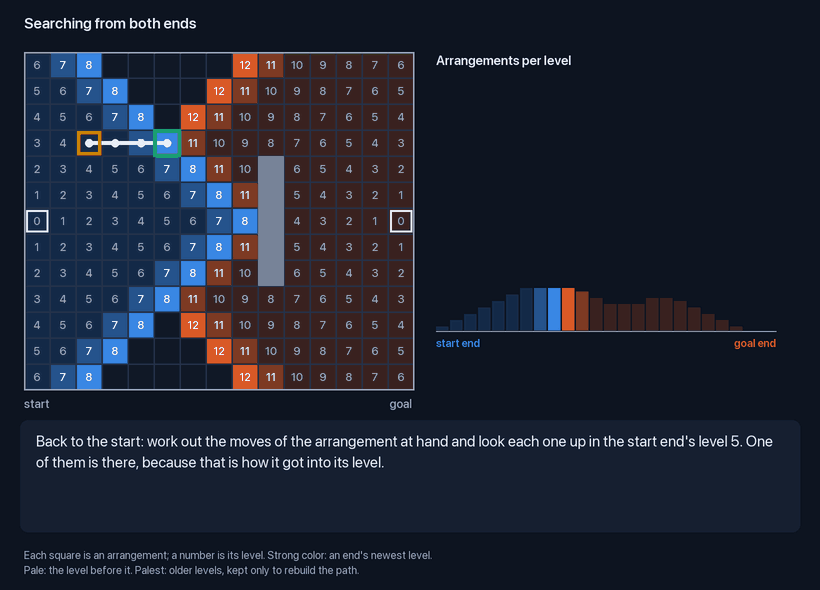 Searching from both ends
6 7 8 12 11 10 9 8 7 6
5 6 7 8 12 11 10 9 8 7 6 5
4 5 6 7 8 12 11 10 9 8 7 6 5 4
3 4 11 10 9 8 7 6 5 4 3
2 3 4 5 6 7 8 11 10 6 5 4 3 2
1 2 3 4 5 6 7 8 11 5 4 3 2 1
0 1 2 3 4 5 6 7 8 4 3 2 1 0
1 2 3 4 5 6 7 8 11 5 4 3 2 1
2 3 4 5 6 7 8 11 10 6 5 4 3 2
3 4 5 6 7 8 11 10 9 8 7 6 5 4 3
4 5 6 7 8 12 11 10 9 8 7 6 5 4
5 6 7 8 12 11 10 9 8 7 6 5
6 7 8 12 11 10 9 8 7 6
start goal
Arrangements per level
start end goal end
Back to the start: work out the moves of the arrangement at hand and look each one up in the start end's level 5. One
of them is there, because that is how it got into its level.
Each square is an arrangement; a number is its level. Strong color: an end's newest level.
Pale: the level before it. Palest: older levels, kept only to rebuild the path.